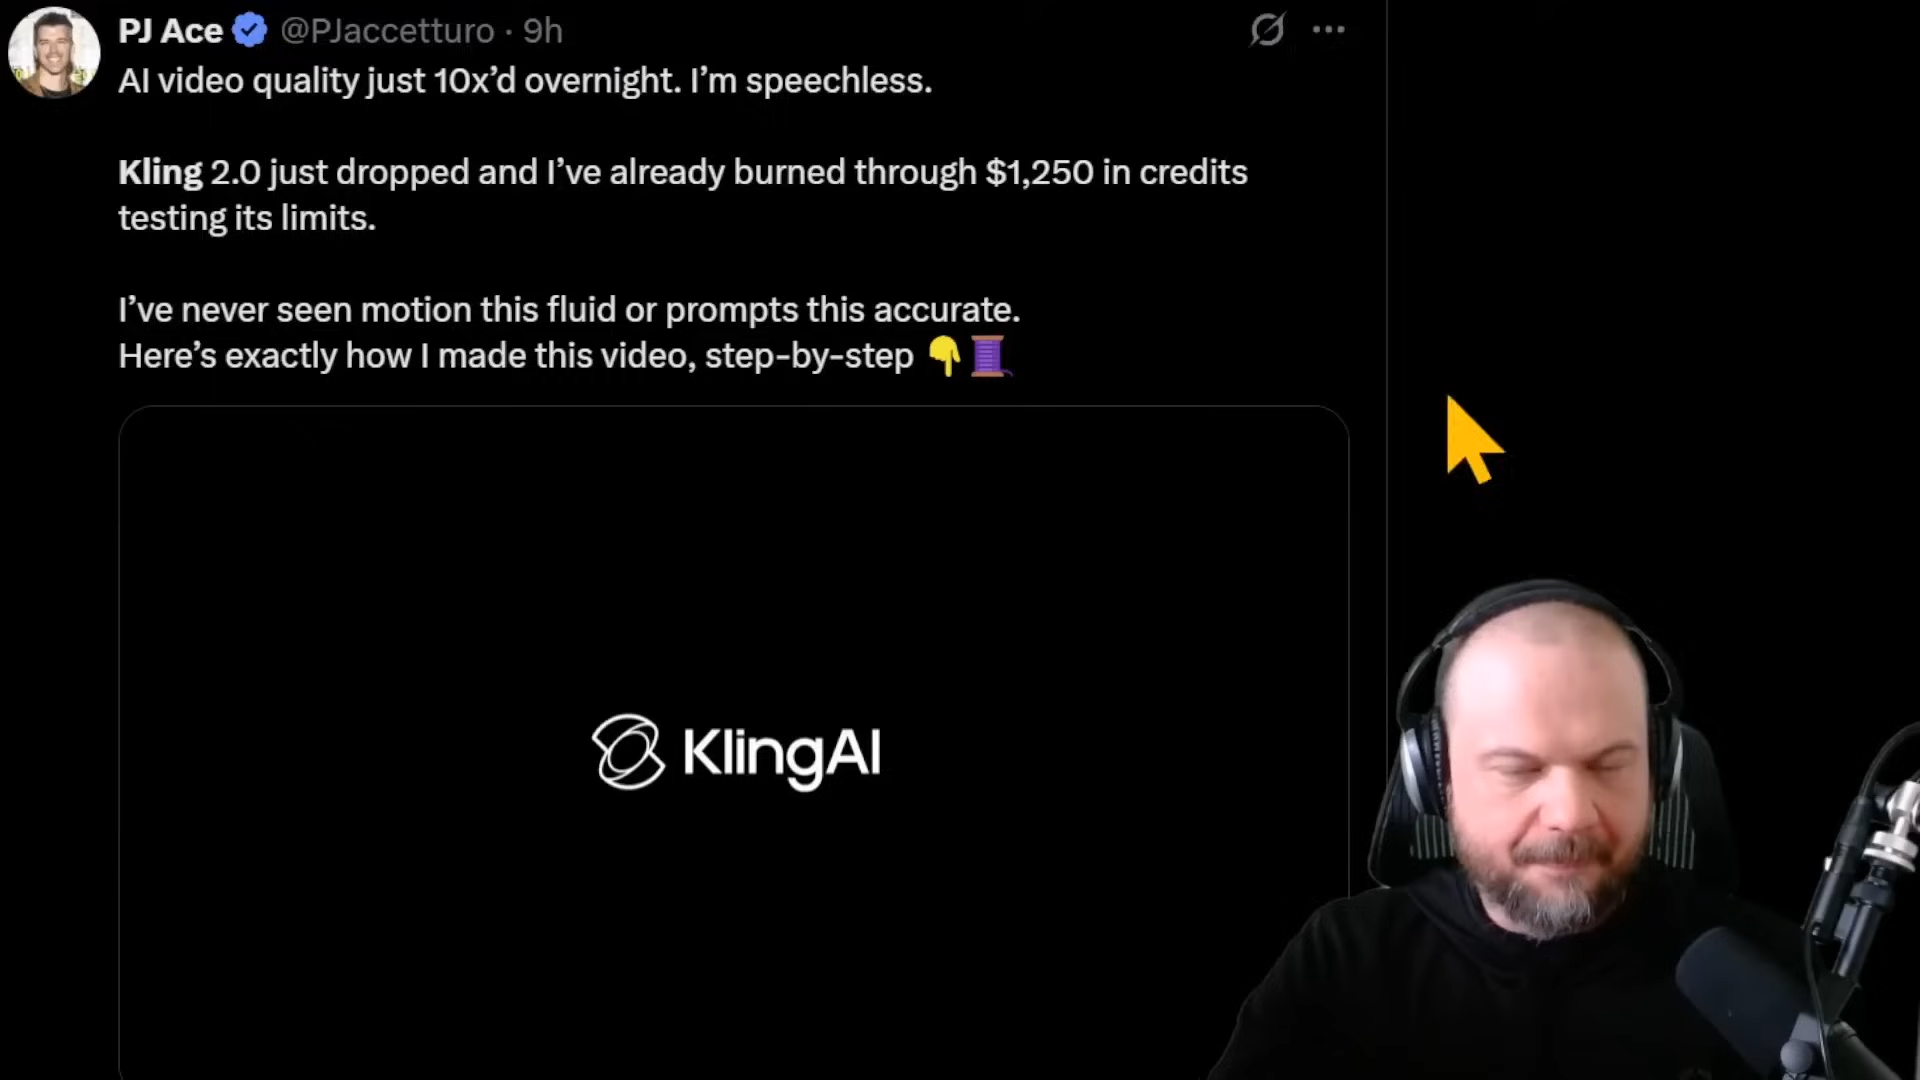 PJ Ace @PJaccetturo · 9h
AI video quality just 10x’d overnight. I’m speechless.
Kling 2.0 just dropped and I’ve already burned through $1,250 in credits
testing its limits.
I’ve never seen motion this fluid or prompts this accurate.
Here’s exactly how I made this video, step-by-step 👇🧵
KlingAI